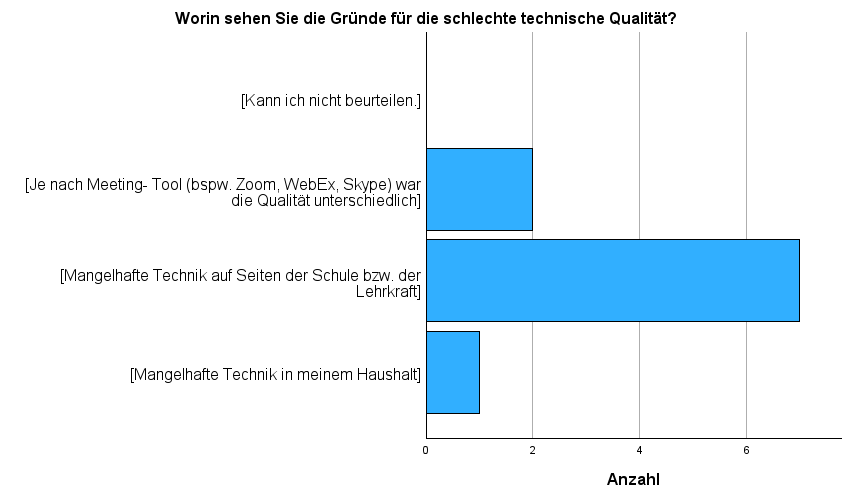 Worin sehen Sie die Gründe für die schlechte technische Qualität?
[Kann ich nicht beurteilen.]
[Je nach Meeting- Tool (bspw. Zoom, WebEx, Skype) war
die Qualität unterschiedlich]
[Mangelhafte Technik auf Seiten der Schule bzw. der
Lehrkraft]
[Mangelhafte Technik in meinem Haushalt]
0 2 4 6
Anzahl